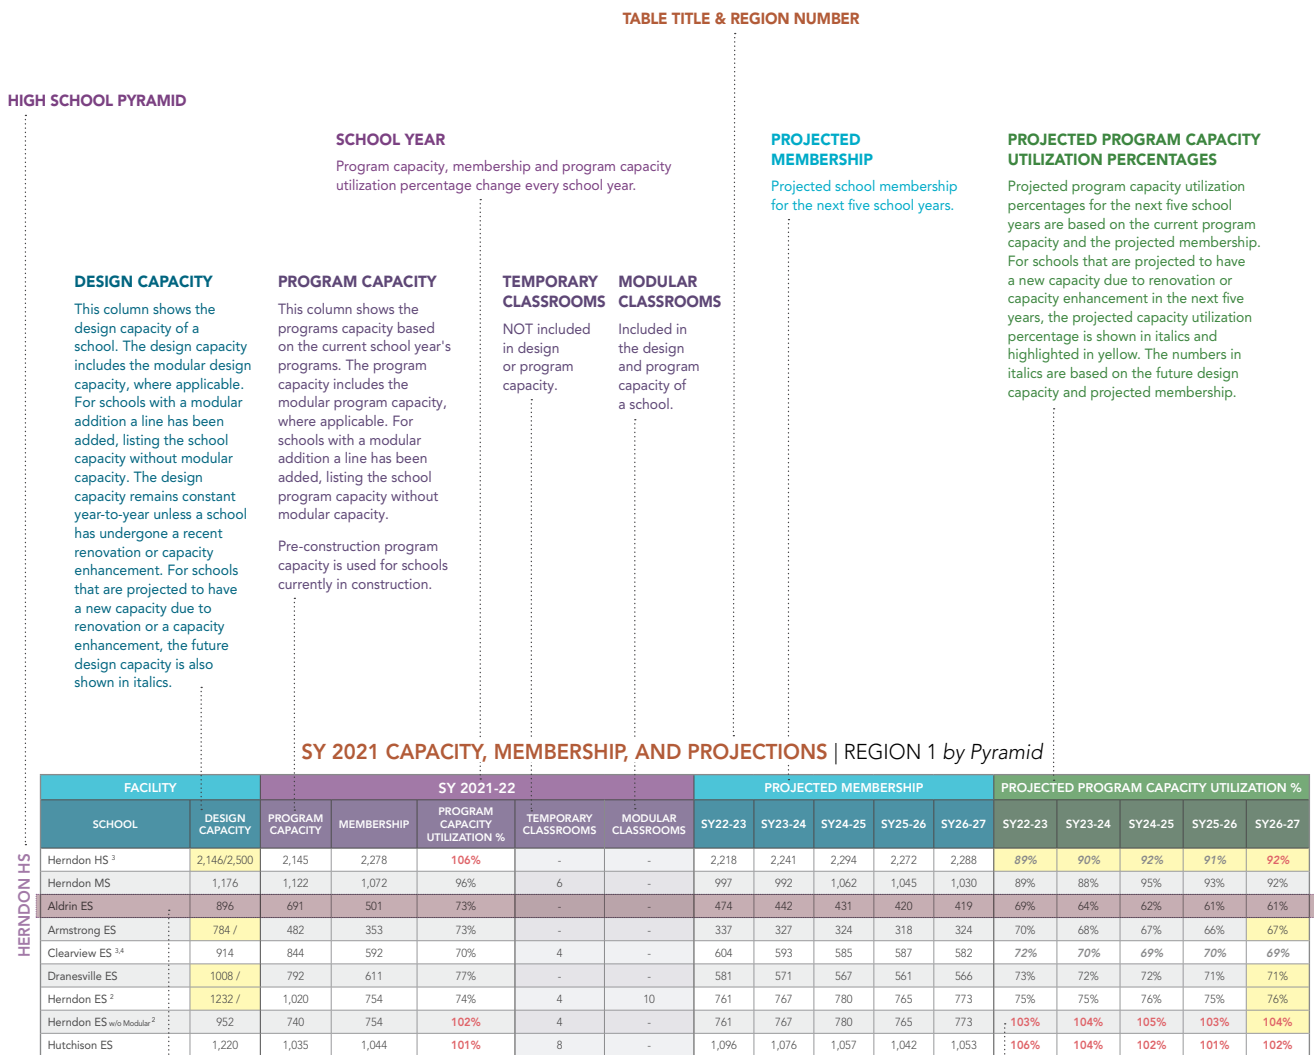 TABLE TITLE & REGION NUMBER
HIGH SCHOOL PYRAMID
SCHOOL YEAR
Program capacity, membership and program capacity
utilization percentage change every school year.
PROJECTED
MEMBERSHIP
Projected school membership
for the next five school years.
PROJECTED PROGRAM CAPACITY
UTILIZATION PERCENTAGES
Projected program capacity utilization
percentages for the next five school
years are based on the current program
capacity and the projected membership.
For schools that are projected to have
a new capacity due to renovation or
capacity enhancement in the next five
years, the projected capacity utilization
percentage is shown in italics and
highlighted in yellow. The numbers in
italics are based on the future design
capacity and projected membership.
DESIGN CAPACITY
This column shows the
design capacity of a
school. The design capacity
includes the modular design
capacity, where applicable.
For schools with a modular
addition a line has been
added, listing the school
capacity without modular
capacity. The design
capacity remains constant
year-to-year unless a school
has undergone a recent
renovation or capacity
enhancement. For schools
that are projected to have
a new capacity due to
renovation or a capacity
enhancement, the future
design capacity is also
shown in italics.
PROGRAM CAPACITY
This column shows the
programs capacity based
on the current school year's
programs. The program
capacity includes the
modular program capacity,
where applicable. For
schools with a modular
addition a line has been
added, listing the school
program capacity without
modular capacity.
Pre-construction program
capacity is used for schools
currently in construction.
TEMPORARY
CLASSROOMS
NOT included
in design
or program
capacity.
MODULAR
CLASSROOMS
Included in
the design
and program
capacity of
a school.
SY 2021 CAPACITY, MEMBERSHIP, AND PROJECTIONS | REGION 1 by Pyramid
FACILITY SY 2021-22 PROJECTED MEMBERSHIP PROJECTED PROGRAM CAPACITY UTILIZATION %
SCHOOL DESIGN CAPACITY PROGRAM CAPACITY MEMBERSHIP PROGRAM CAPACITY UTILIZATION % TEMPORARY CLASSROOMS MODULAR CLASSROOMS SY22-23 SY23-24 SY24-25 SY25-26 SY26-27 SY22-23 SY23-24 SY24-25 SY25-26 SY26-27
HERNDON HS
Herndon HS 3 2,146/2,500 2,145 2,278 106% - - 2,218 2,241 2,294 2,272 2,288 89% 90% 92% 91% 92%
Herndon MS 1,176 1,122 1,072 96% 6 - 997 992 1,062 1,045 1,030 89% 88% 95% 93% 92%
Aldrin ES 896 691 501 73% - - 474 442 431 420 419 69% 64% 62% 61% 61%
Armstrong ES 784 / 482 353 73% - - 337 327 324 318 324 70% 68% 67% 66% 67%
Clearview ES 3,4 914 844 592 70% 4 - 604 593 585 587 582 72% 70% 69% 70% 69%
Dranesville ES 1008 / 792 611 77% - - 581 571 567 561 566 73% 72% 72% 71% 71%
Herndon ES 2 1232 / 1,020 754 74% 4 10 761 767 780 765 773 75% 75% 76% 75% 76%
Herndon ES w/o Modular 2 952 740 754 102% 4 - 761 767 780 765 773 103% 104% 105% 103% 104%
Hutchison ES 1,220 1,035 1,044 101% 8 - 1,096 1,076 1,057 1,042 1,053 106% 104% 102% 101% 102%